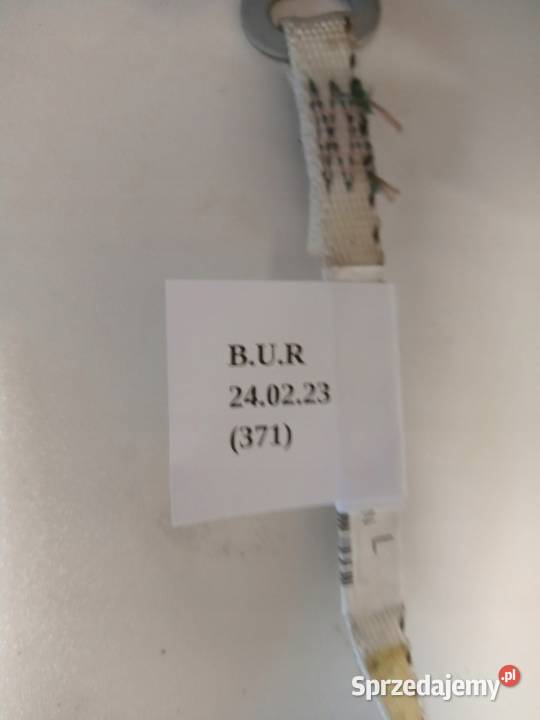 B.U.R
24.02.23
(371)
L
Sprzedajemy.pl